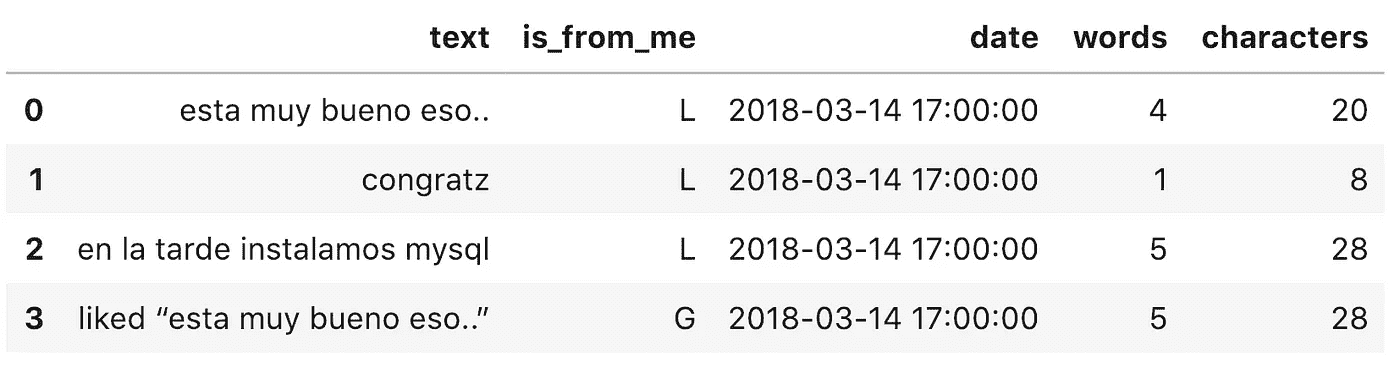 text is_from_me date words characters
0 esta muy bueno eso.. L 2018-03-14 17:00:00 4 20
1 congratz L 2018-03-14 17:00:00 1 8
2 en la tarde instalamos mysql L 2018-03-14 17:00:00 5 28
3 liked “esta muy bueno eso..” G 2018-03-14 17:00:00 5 28